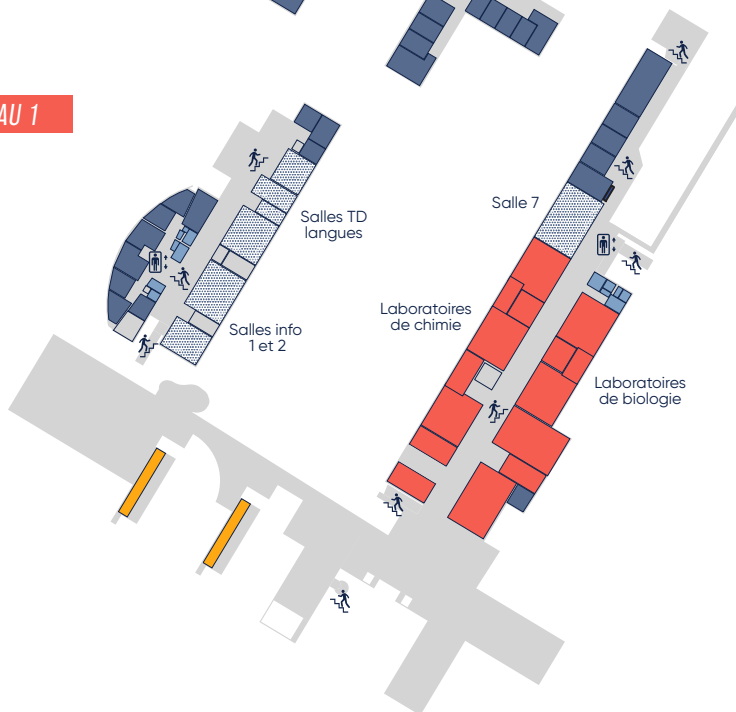 AU 1
Salle 7
Salles TD
langues
Laboratoires
de chimie
Salles info
1 et 2
Laboratoires
de biologie